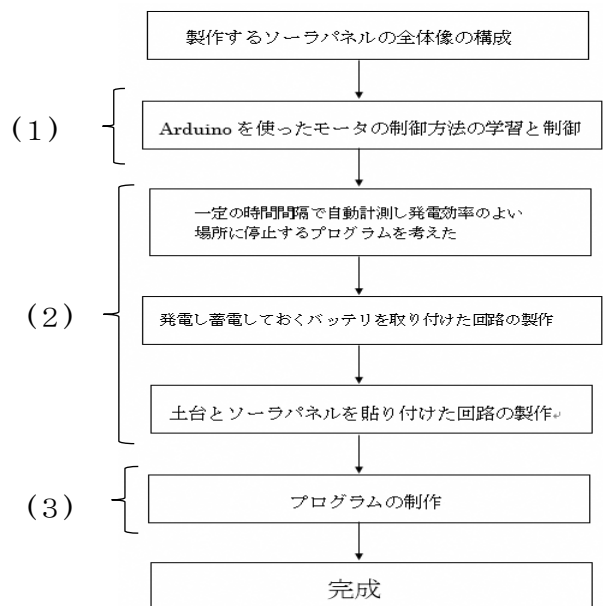 製作するソーラパネルの全体像の構成
(1)
Arduinoを使ったモータの制御方法の学習と制御
一定の時間間隔で自動計測し発電効率のよい
場所に停止するプログラムを考えた
(2)
発電し蓄電しておくバッテリを取り付けた回路の製作
土台とソーラパネルを貼り付けた回路の製作
(3)
プログラムの制作
完成